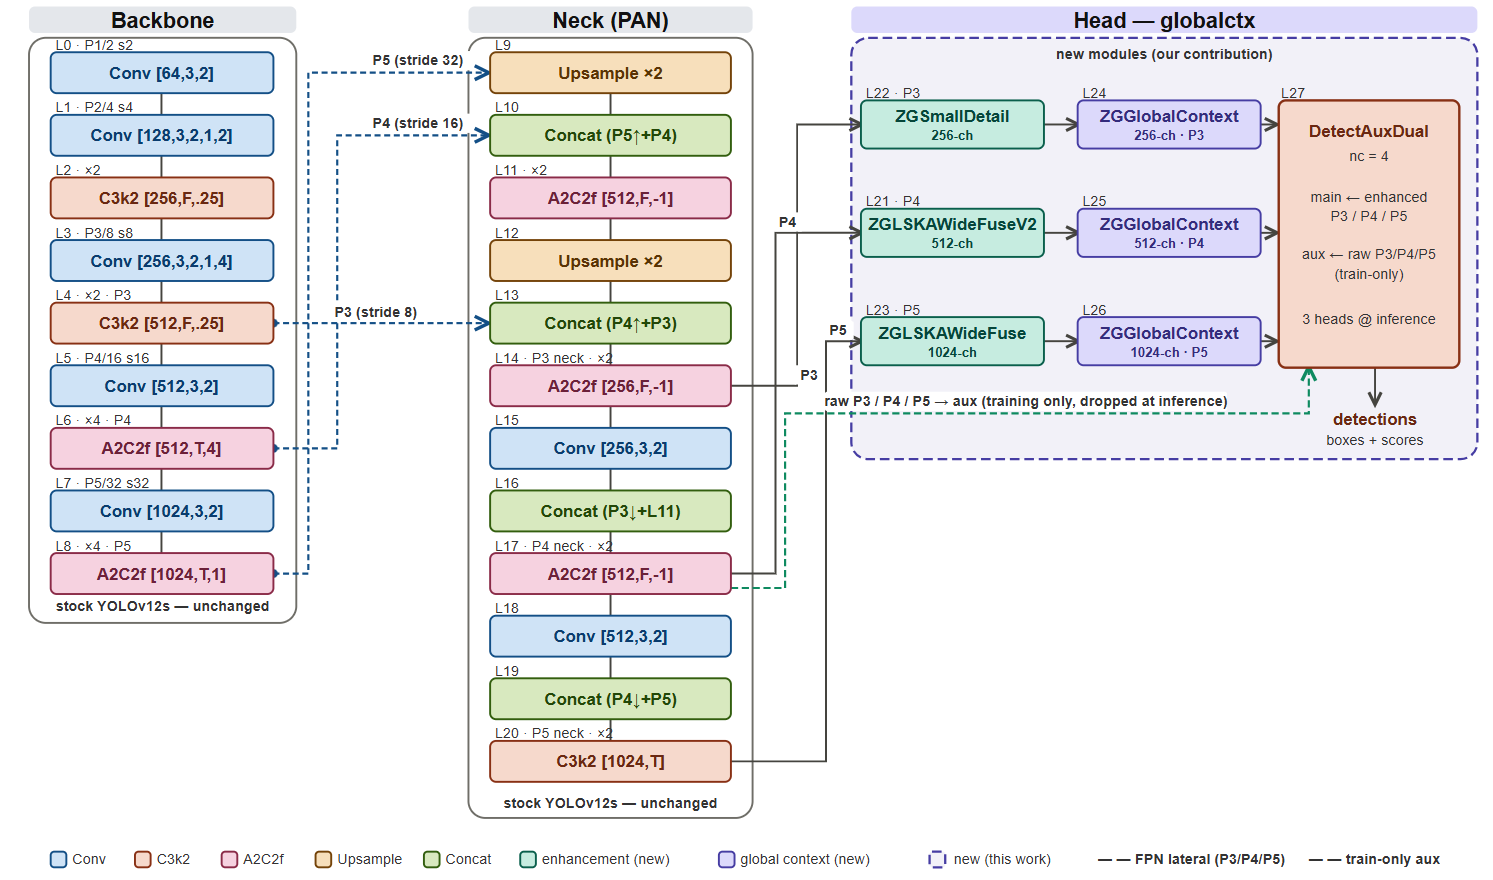 Backbone
L0 · P1/2 s2
Conv [64,3,2]
L1 · P2/4 s4
Conv [128,3,2,1,2]
L2 · ×2
C3k2 [256,F,.25]
L3 · P3/8 s8
Conv [256,3,2,1,4]
L4 · ×2 · P3
C3k2 [512,F,.25]
L5 · P4/16 s16
Conv [512,3,2]
L6 · ×4 · P4
A2C2f [512,T,4]
L7 · P5/32 s32
Conv [1024,3,2]
L8 · ×4 · P5
A2C2f [1024,T,1]
stock YOLOv12s — unchanged
P5 (stride 32)
P4 (stride 16)
P3 (stride 8)
Neck (PAN)
L9
Upsample ×2
L10
Concat (P5↑+P4)
L11 · ×2
A2C2f [512,F,-1]
L12
Upsample ×2
L13
Concat (P4↑+P3)
L14 · P3 neck · ×2
A2C2f [256,F,-1]
L15
Conv [256,3,2]
L16
Concat (P3↓+L11)
L17 · P4 neck · ×2
A2C2f [512,F,-1]
L18
Conv [512,3,2]
L19
Concat (P4↓+P5)
L20 · P5 neck · ×2
C3k2 [1024,T]
stock YOLOv12s — unchanged
P4
P5
P3
Head — globalctx
new modules (our contribution)
L22 · P3
ZGSmallDetail
256-ch
L24
ZGGlobalContext
256-ch · P3
L21 · P4
ZGLSKAWideFuseV2
512-ch
L25
ZGGlobalContext
512-ch · P4
L23 · P5
ZGLSKAWideFuse
1024-ch
L26
ZGGlobalContext
1024-ch · P5
L27
DetectAuxDual
nc = 4
main ← enhanced
P3 / P4 / P5
aux ← raw P3/P4/P5
(train-only)
3 heads @ inference
raw P3 / P4 / P5 → aux (training only, dropped at inference)
detections
boxes + scores
Conv
C3k2
A2C2f
Upsample
Concat
enhancement (new)
global context (new)
new (this work)
— — FPN lateral (P3/P4/P5)
— — train-only aux